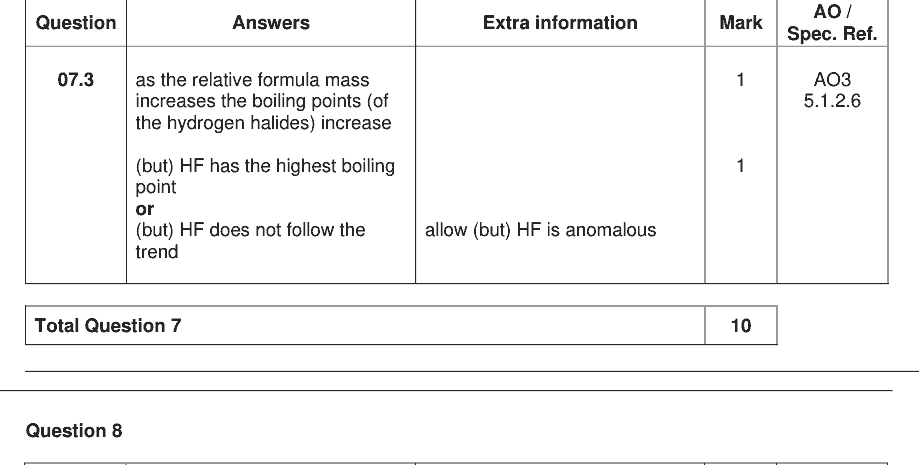 Question Answers Extra information Mark AO /
Spec. Ref.
07.3 as the relative formula mass 1 AO3
increases the boiling points (of 5.1.2.6
the hydrogen halides) increase
(but) HF has the highest boiling 1
point
or
(but) HF does not follow the allow (but) HF is anomalous
trend
Total Question 7 10
Question 8